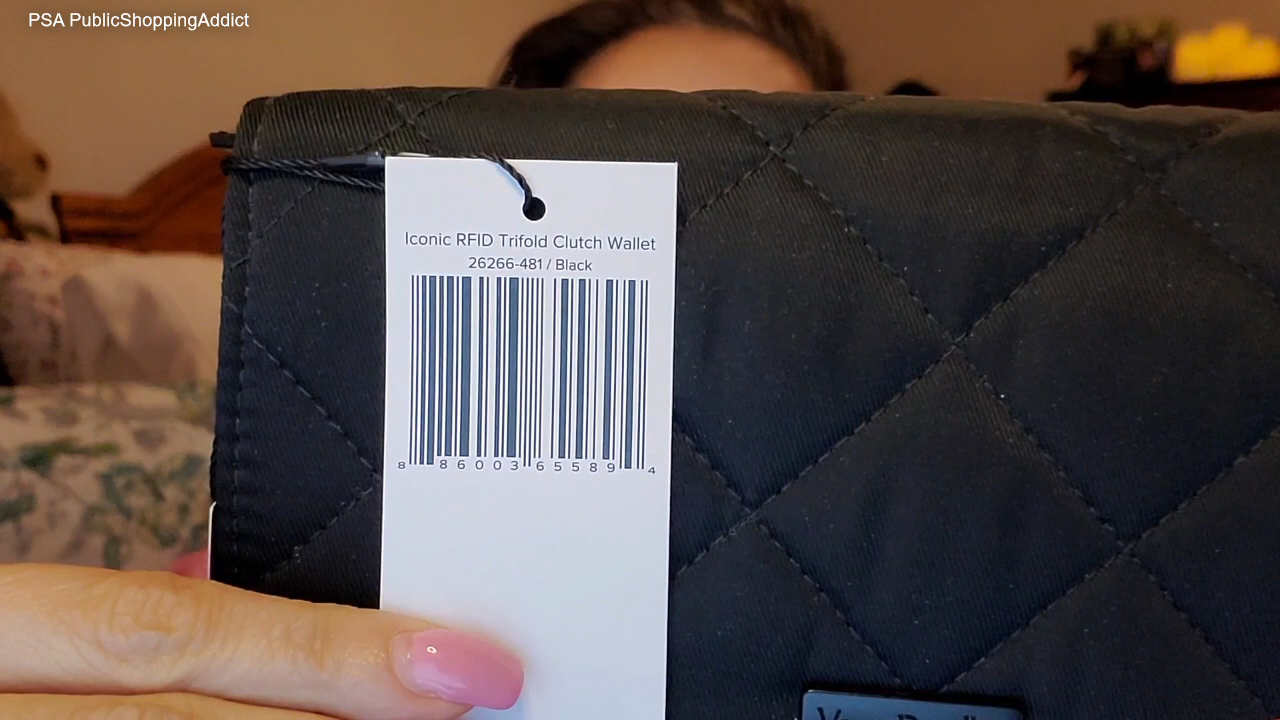 PSA PublicShoppingAddict
Iconic RFID Trifold Clutch Wallet
26266-481 / Black
8 86003 65589 4